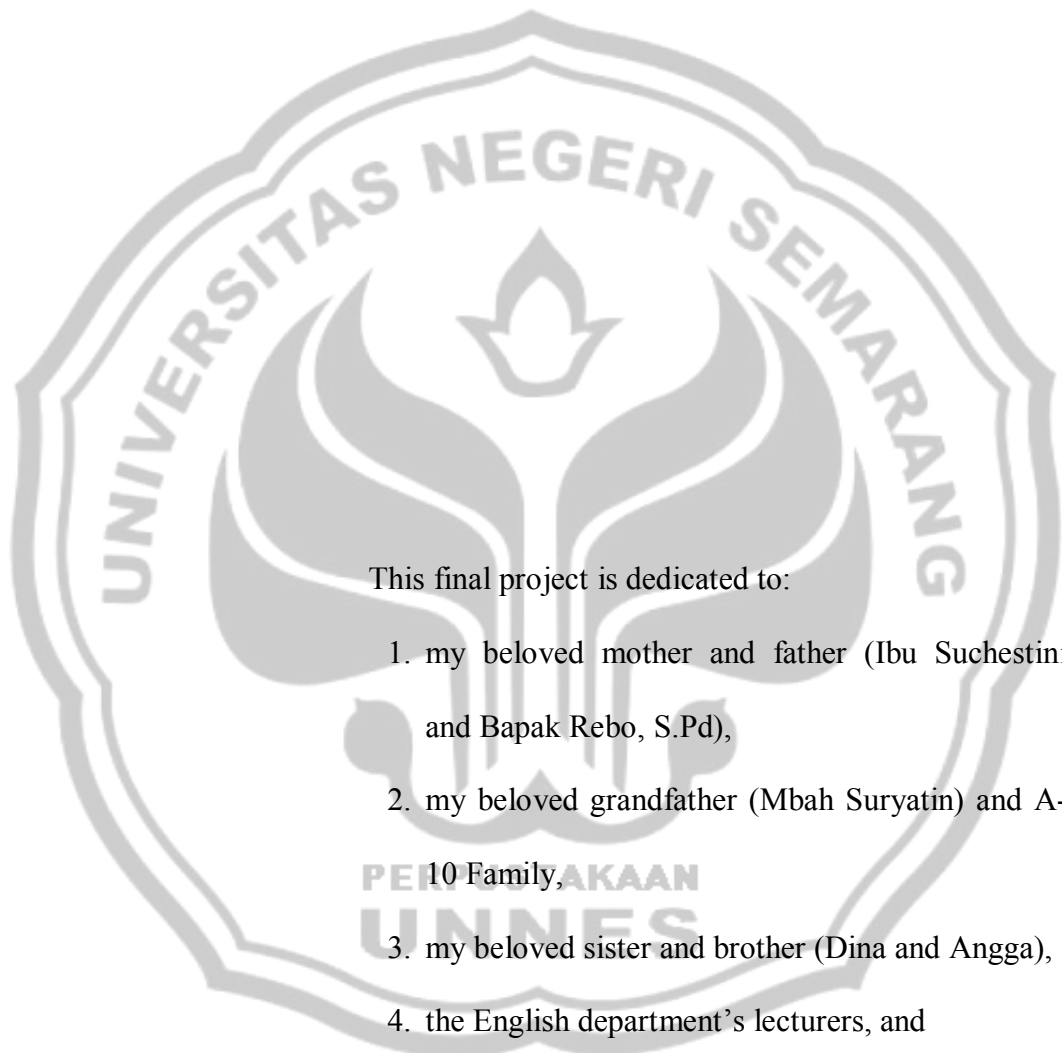 UNIVERSITAS NEGERI SEMARANG
This final project is dedicated to:
1. my beloved mother and father (Ibu Suchestini
and Bapak Rebo, S.Pd),
2. my beloved grandfather (Mbah Suryatin) and A-
10 Family,
PERPUSTAKAAN
UNNES
3. my beloved sister and brother (Dina and Angga),
4. the English department’s lecturers, and